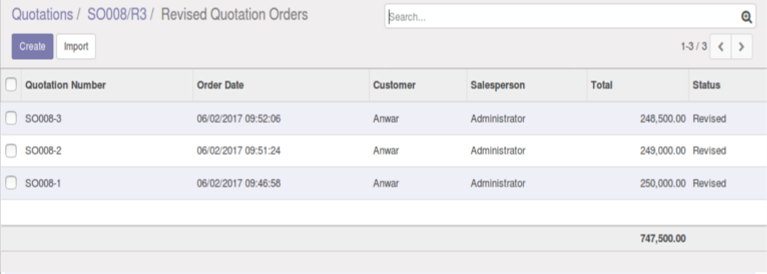 Quotations / SO008/R3 / Revised Quotation Orders
Search...
Create Import
1-3 / 3
Quotation Number Order Date Customer Salesperson Total Status
SO008-3 06/02/2017 09:52:06 Anwar Administrator 248,500.00 Revised
SO008-2 06/02/2017 09:51:24 Anwar Administrator 249,000.00 Revised
SO008-1 06/02/2017 09:46:58 Anwar Administrator 250,000.00 Revised
747,500.00